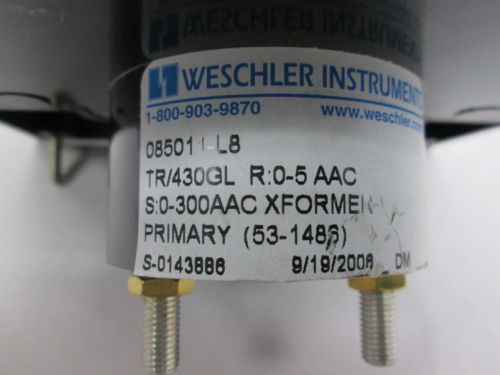 WESCHLER INSTRUMENTS
1-800-903-9870 www.weschler.com
085011-L8
TR/430GL R:0-5 AAC
S:0-300AAC XFORMER
PRIMARY (53-1486)
S-0143886 9/19/2006 DM